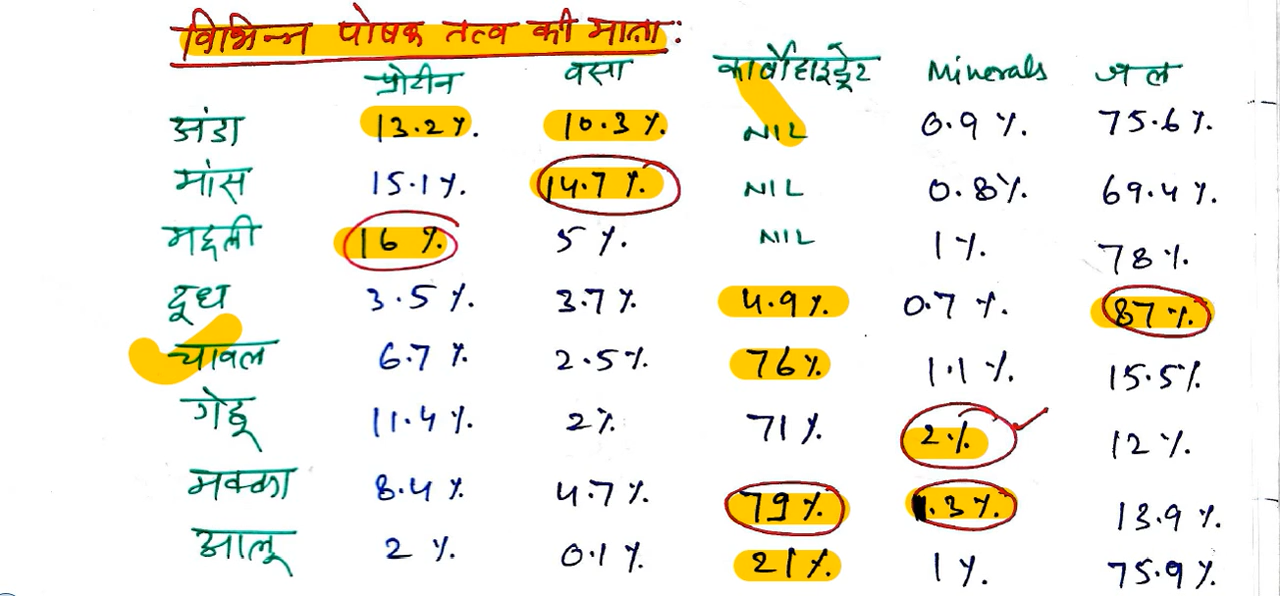 विभिन्न पोषक तत्व की मात्रा:
प्रोटीन वसा कार्बोहाइड्रेट Minerals जल
अंडा 13.2%. 10.3%. NIL 0.9%. 75.6%.
मांस 15.1%. 14.7%. NIL 0.8%. 69.4%.
मछली 16%. 5%. NIL 1%. 78%.
दूध 3.5%. 3.7%. 4.9%. 0.7%. 87%.
चावल 6.7%. 2.5%. 76%. 1.1%. 15.5%.
गेहू 11.4%. 2%. 71%. 2%. 12%.
मक्का 8.4%. 4.7%. 79%. 1.3%. 13.9%.
आलू 2%. 0.1%. 21%. 1%. 75.9%.